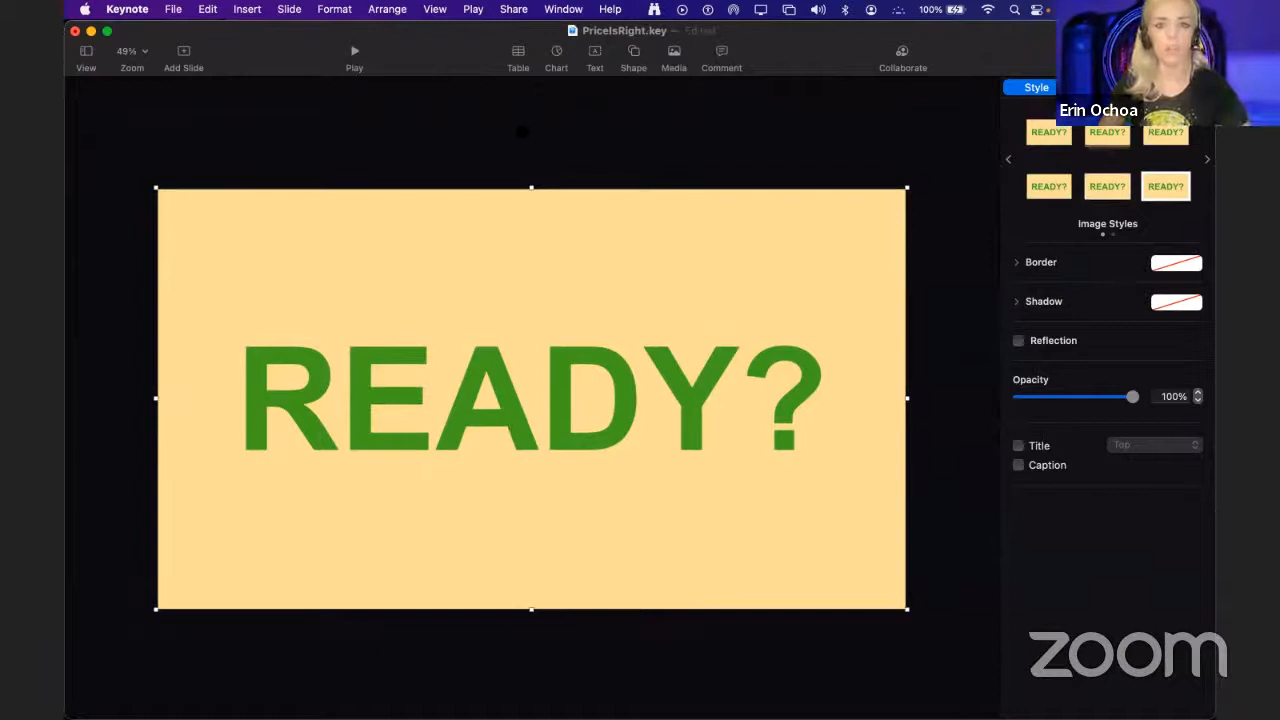 Keynote File Edit Insert Slide Format Arrange View Play Share Window Help 100%
PriceIsRight.key — Edited
49%
View Zoom Add Slide Play Table Chart Text Shape Media Comment Collaborate
Style
Erin Ochoa
READY? READY? READY?
READY? READY? READY?
Image Styles
Border
Shadow
Reflection
Opacity
100%
Title Top
Caption
READY?
zoom